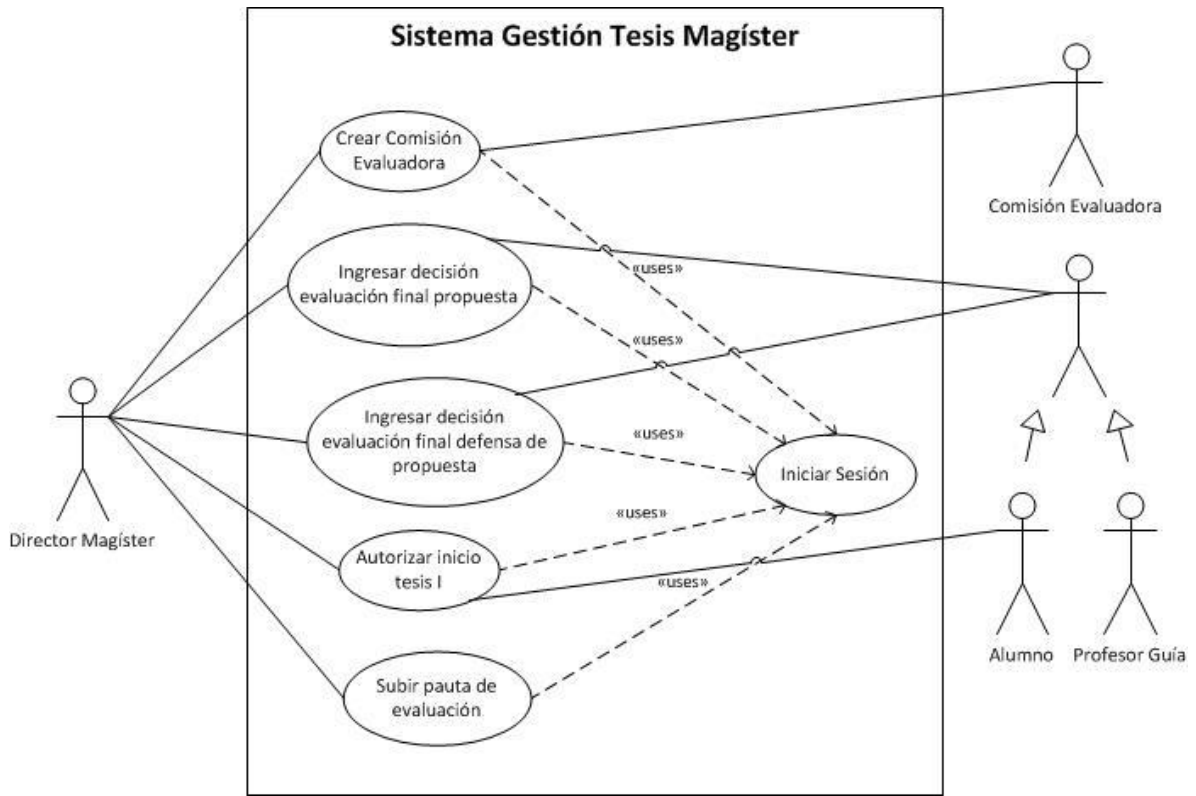 Sistema Gestión Tesis Magíster
Crear Comisión
Evaluadora
Comisión Evaluadora
«uses»
Ingresar decisión
evaluación final propuesta
«uses»
Ingresar decisión
evaluación final defensa de
propuesta
«uses»
Iniciar Sesión
Director Magíster
«uses»
Autorizar inicio
tesis I
«uses»
Alumno
Profesor Guía
Subir pauta de
evaluación